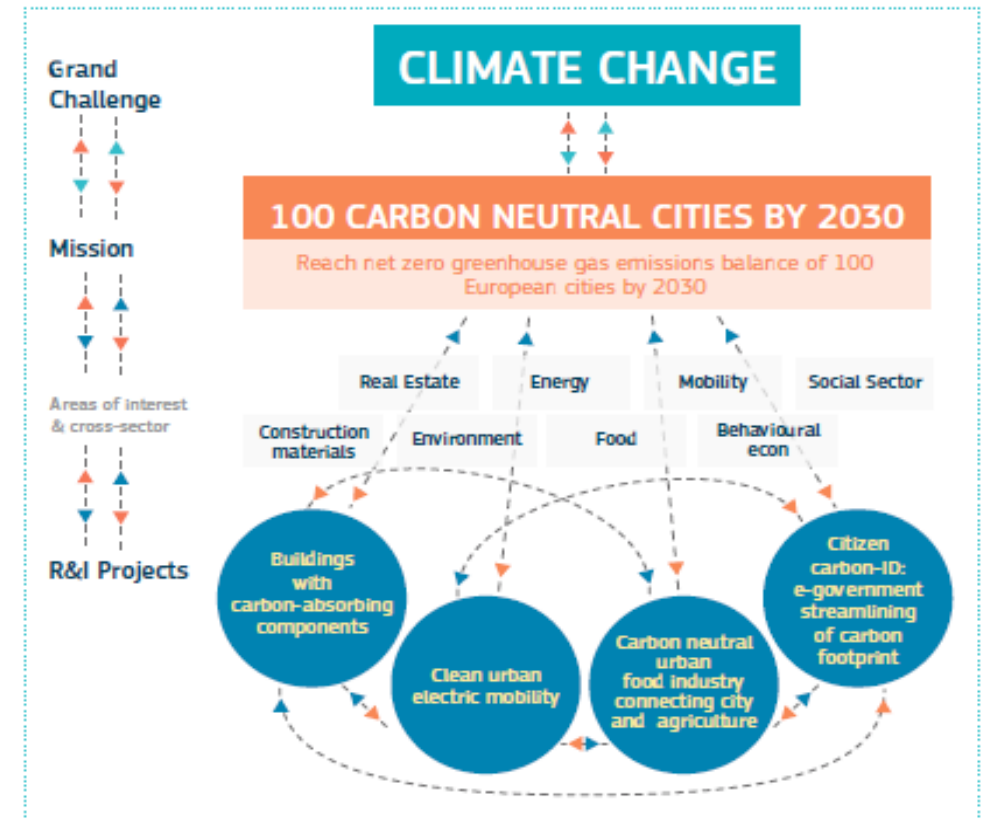 Grand
Challenge
CLIMATE CHANGE
100 CARBON NEUTRAL CITIES BY 2030
Reach net zero greenhouse gas emissions balance of 100
European cities by 2030
Mission
Real Estate
Energy
Mobility
Social Sector
Areas of interest
& cross-sector
Construction
materials
Environment
Food
Behavioural
econ
R&I Projects
Buildings
with
carbon-absorbing
components
Clean urban
electric mobility
Carbon neutral
urban
food industry
connecting city
and agriculture
Citizen
carbon-ID:
e-government
streamlining
of carbon
footprint